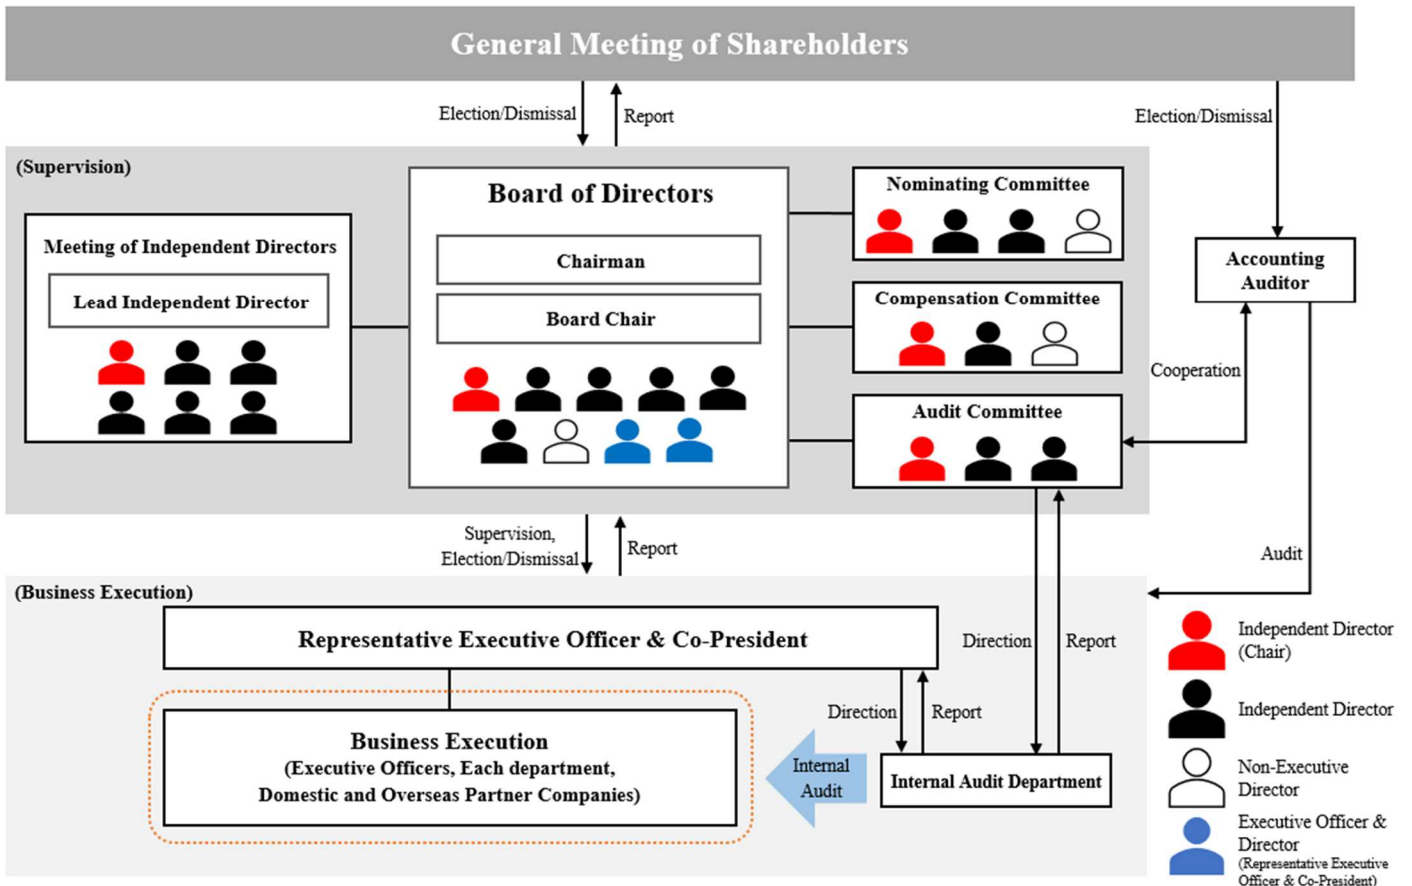 General Meeting of Shareholders
Election/Dismissal
Report
Election/Dismissal
(Supervision)
Meeting of Independent Directors
Lead Independent Director
Board of Directors
Chairman
Board Chair
Nominating Committee
Compensation Committee
Audit Committee
Accounting
Auditor
Cooperation
Audit
Supervision,
Election/Dismissal
Report
(Business Execution)
Representative Executive Officer & Co-President
Direction
Report
Direction
Report
Business Execution
(Executive Officers, Each department,
Domestic and Overseas Partner Companies)
Internal
Audit
Internal Audit Department
Independent Director
(Chair)
Independent Director
Non-Executive
Director
Executive Officer &
Director
(Representative Executive
Officer & Co-President)